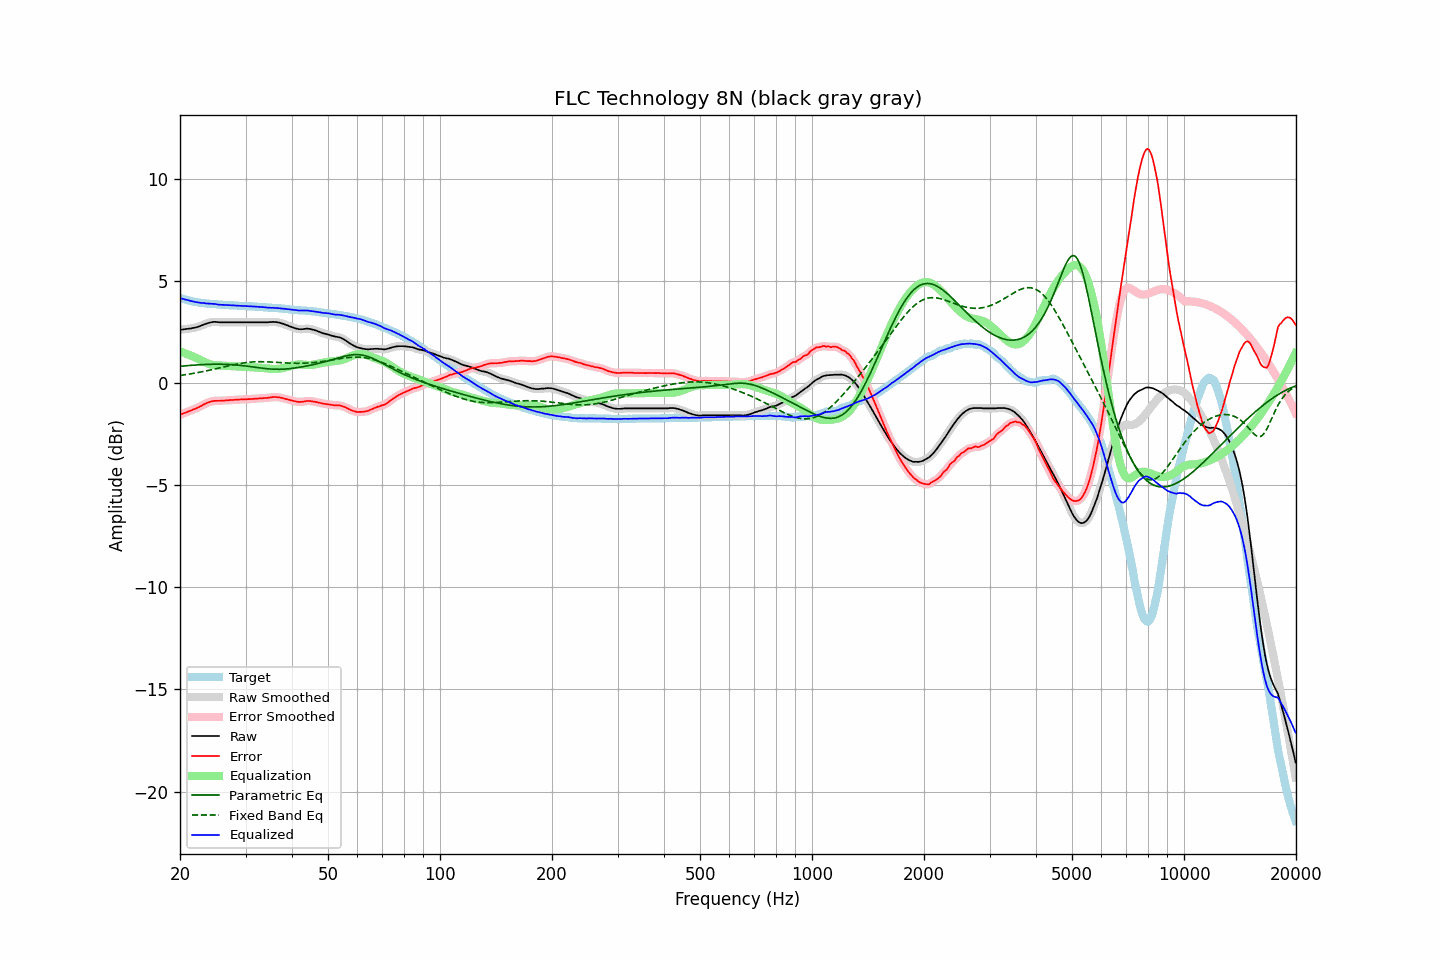 FLC Technology 8N (black gray gray)
Amplitude (dBr)
10
5
0
−5
−10
−15
−20
Target
Raw Smoothed
Error Smoothed
Raw
Error
Equalization
Parametric Eq
Fixed Band Eq
Equalized
20
50
100
200
500
1000
2000
5000
10000
20000
Frequency (Hz)